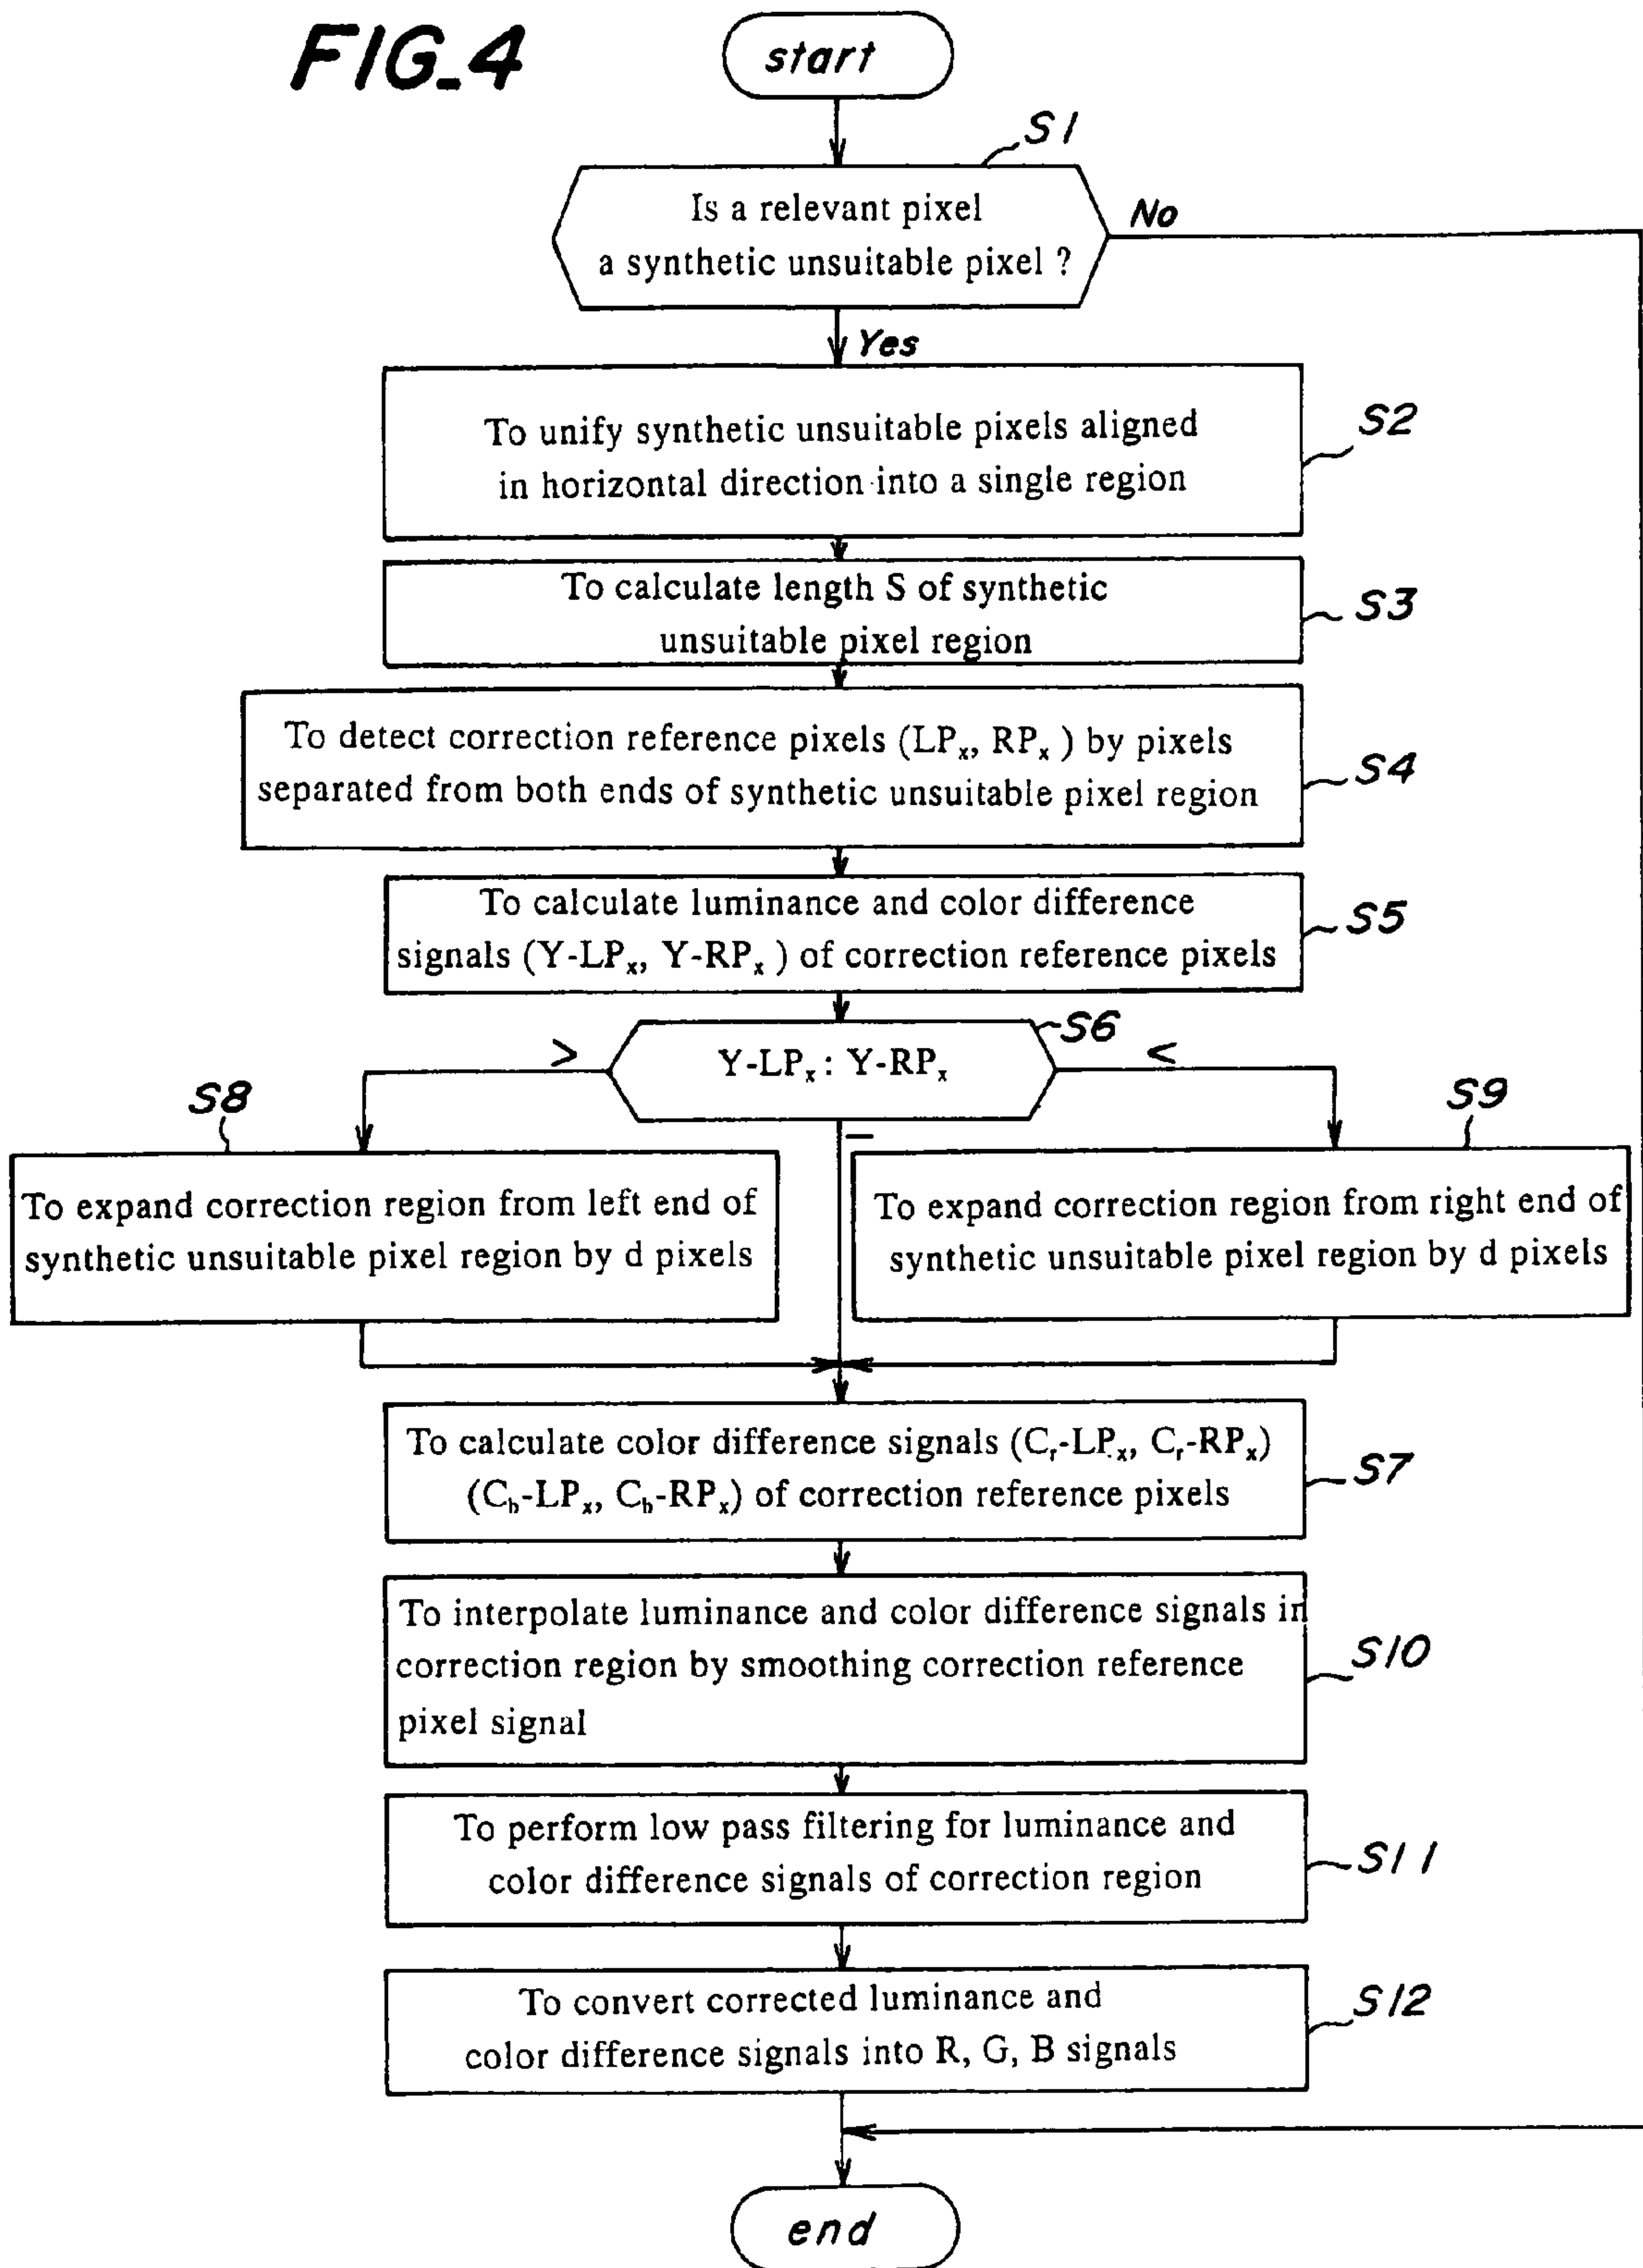 FIG_4
start
S1
Is a relevant pixel
a synthetic unsuitable pixel ?
No
Yes
To unify synthetic unsuitable pixels aligned
in horizontal direction into a single region
S2
To calculate length S of synthetic
unsuitable pixel region
S3
To detect correction reference pixels (LPx, RPx ) by pixels
separated from both ends of synthetic unsuitable pixel region
S4
To calculate luminance and color difference
signals (Y-LPx, Y-RPx ) of correction reference pixels
S5
S6
>
Y-LPx : Y-RPx
<
S8
S9
To expand correction region from left end of
synthetic unsuitable pixel region by d pixels
To expand correction region from right end of
synthetic unsuitable pixel region by d pixels
To calculate color difference signals (Cr-LPx, Cr-RPx)
(Cb-LPx, Cb-RPx) of correction reference pixels
S7
To interpolate luminance and color difference signals in
correction region by smoothing correction reference
pixel signal
S10
To perform low pass filtering for luminance and
color difference signals of correction region
S11
To convert corrected luminance and
color difference signals into R, G, B signals
S12
end